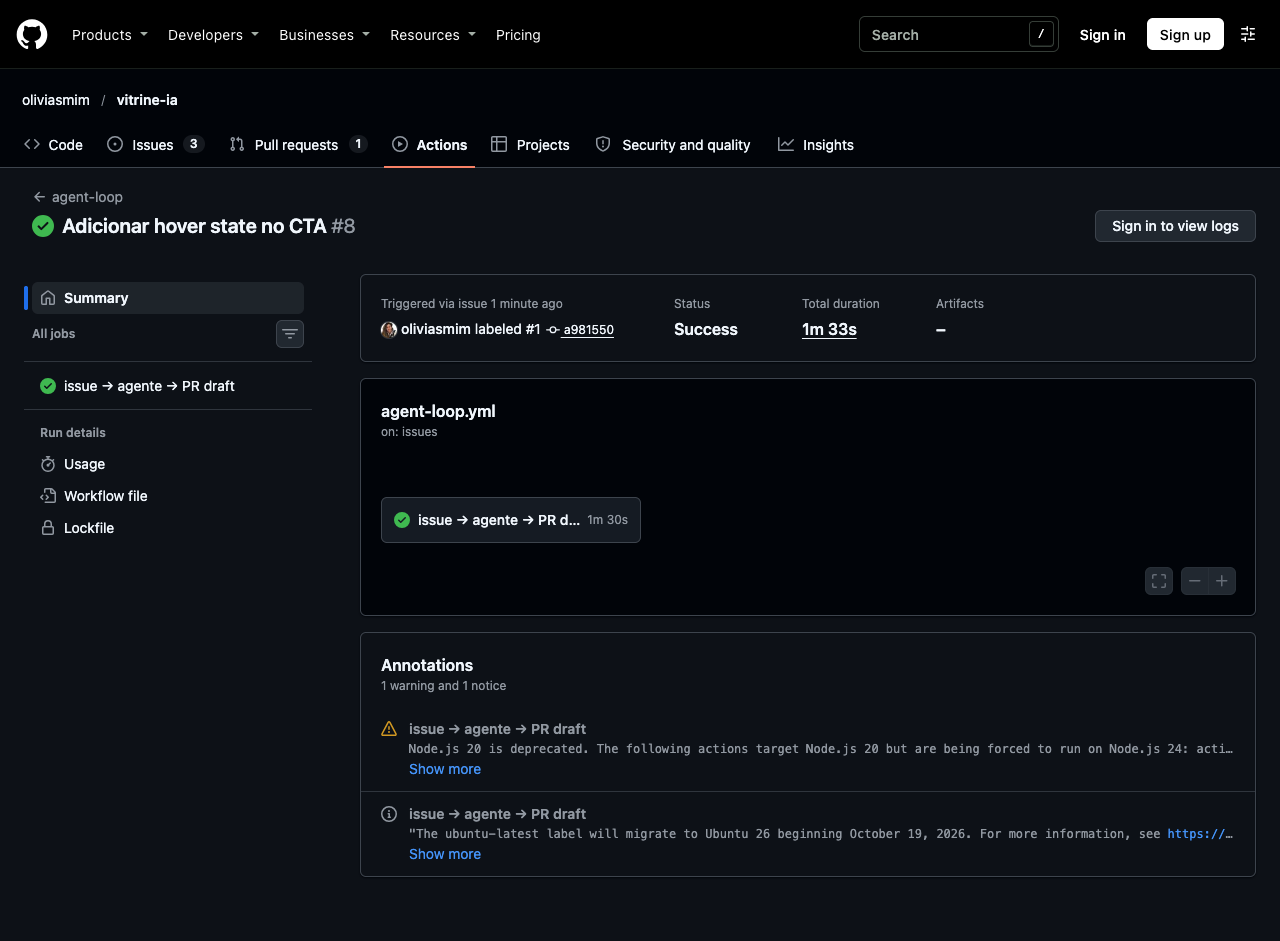 Products Developers Businesses Resources Pricing Search / Sign in Sign up
oliviasmim / vitrine-ia
Code Issues 3 Pull requests 1 Actions Projects Security and quality Insights
← agent-loop
Adicionar hover state no CTA #8
Sign in to view logs
Summary
All jobs
issue → agente → PR draft
Run details
Usage
Workflow file
Lockfile
Triggered via issue 1 minute ago
oliviasmim labeled #1 a981550
Status
Success
Total duration
1m 33s
Artifacts
–
agent-loop.yml
on: issues
issue → agente → PR d... 1m 30s
Annotations
1 warning and 1 notice
issue → agente → PR draft
Node.js 20 is deprecated. The following actions target Node.js 20 but are being forced to run on Node.js 24: acti…
Show more
issue → agente → PR draft
"The ubuntu-latest label will migrate to Ubuntu 26 beginning October 19, 2026. For more information, see https://…
Show more